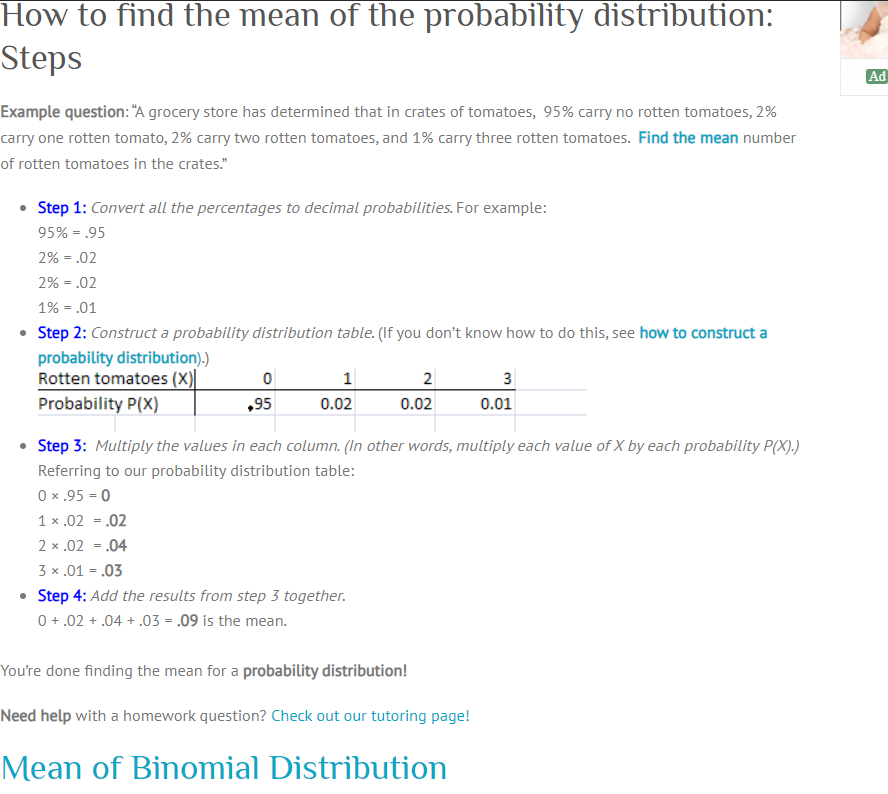 How to find the mean of the probability distribution:
Steps
Ad
Example question: “A grocery store has determined that in crates of tomatoes,  95% carry no rotten tomatoes, 2%
carry one rotten tomato, 2% carry two rotten tomatoes, and 1% carry three rotten tomatoes.  Find the mean number
of rotten tomatoes in the crates.”
• Step 1: Convert all the percentages to decimal probabilities. For example:
95% = .95
2% = .02
2% = .02
1% = .01
• Step 2: Construct a probability distribution table. (If you don’t know how to do this, see how to construct a
probability distribution).)
Rotten tomatoes (X) 0 1 2 3
Probability P(X) .95 0.02 0.02 0.01
• Step 3:  Multiply the values in each column. (In other words, multiply each value of X by each probability P(X).)
Referring to our probability distribution table:
0 × .95 = 0
1 × .02  = .02
2 × .02  = .04
3 × .01 = .03
• Step 4: Add the results from step 3 together.
0 + .02 + .04 + .03 = .09 is the mean.
You’re done finding the mean for a probability distribution!
Need help with a homework question? Check out our tutoring page!
Mean of Binomial Distribution